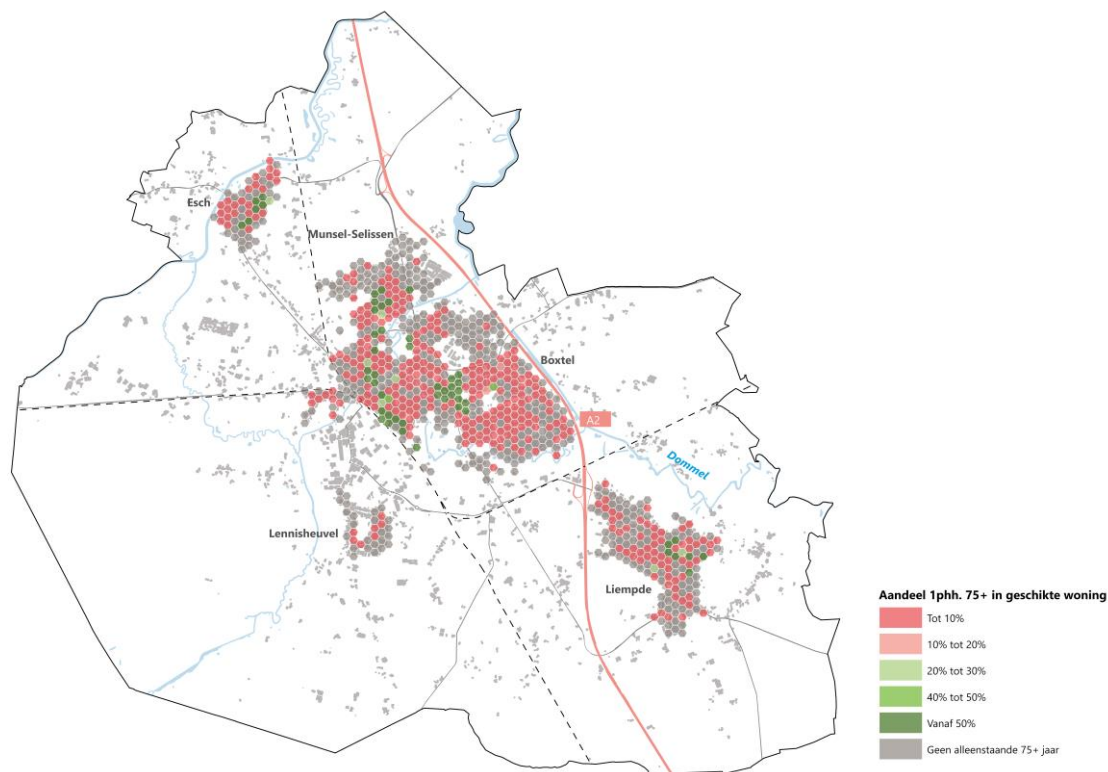 Esch
Munsel-Selissen
Boxtel
A2
Dommel
Lennisheuvel
Liempde
Aandeel 1phh. 75+ in geschikte woning
Tot 10%
10% tot 20%
20% tot 30%
40% tot 50%
Vanaf 50%
Geen alleenstaande 75+ jaar